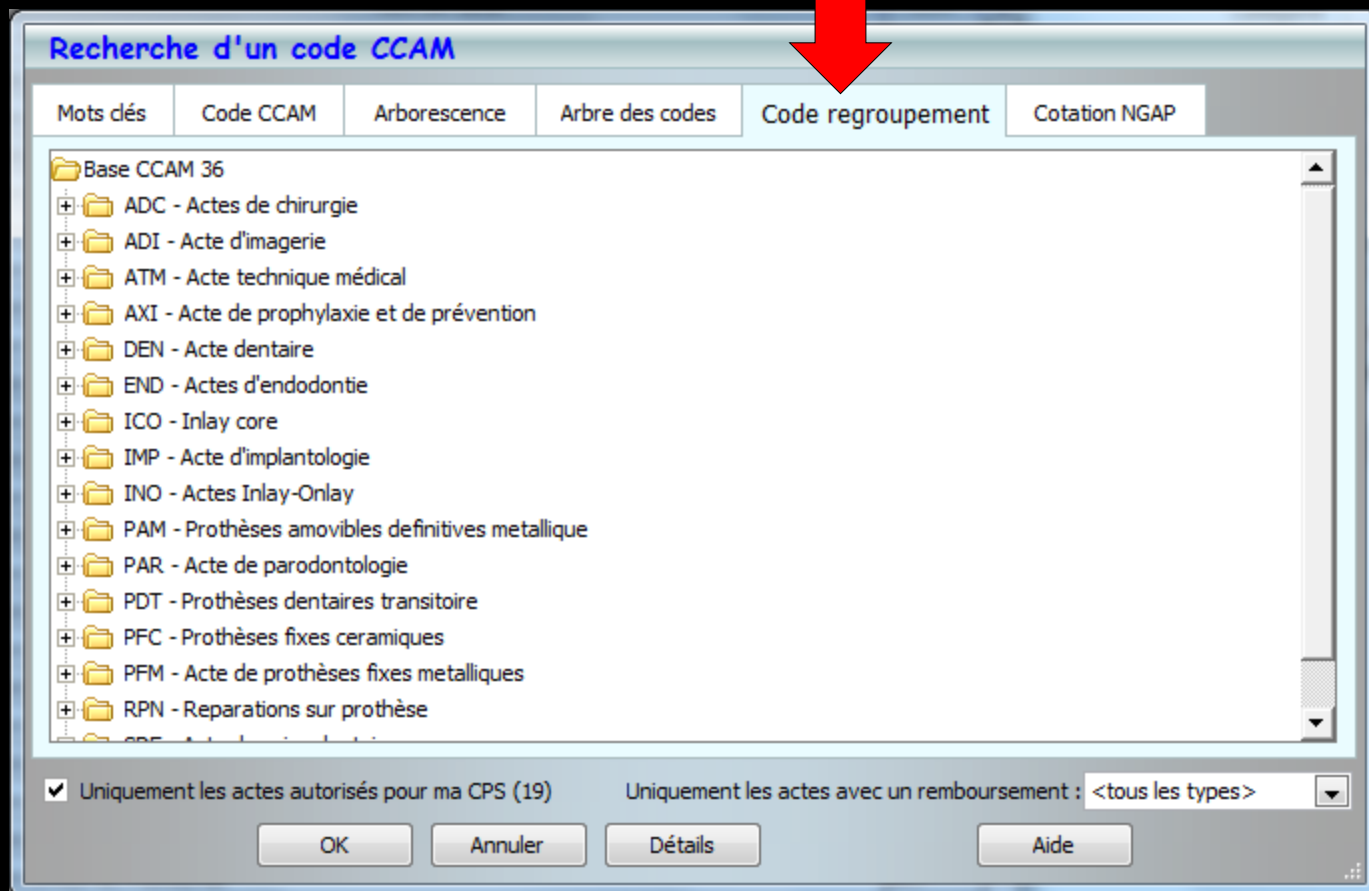 Recherche d'un code CCAM
Mots clés Code CCAM Arborescence Arbre des codes Code regroupement Cotation NGAP
Base CCAM 36
ADC - Actes de chirurgie
ADI - Acte d'imagerie
ATM - Acte technique médical
AXI - Acte de prophylaxie et de prévention
DEN - Acte dentaire
END - Actes d'endodontie
ICO - Inlay core
IMP - Acte d'implantologie
INO - Actes Inlay-Onlay
PAM - Prothèses amovibles definitives metallique
PAR - Acte de parodontologie
PDT - Prothèses dentaires transitoire
PFC - Prothèses fixes ceramiques
PFM - Acte de prothèses fixes metalliques
RPN - Reparations sur prothèse
Uniquement les actes autorisés pour ma CPS (19) Uniquement les actes avec un remboursement : <tous les types>
OK Annuler Détails Aide